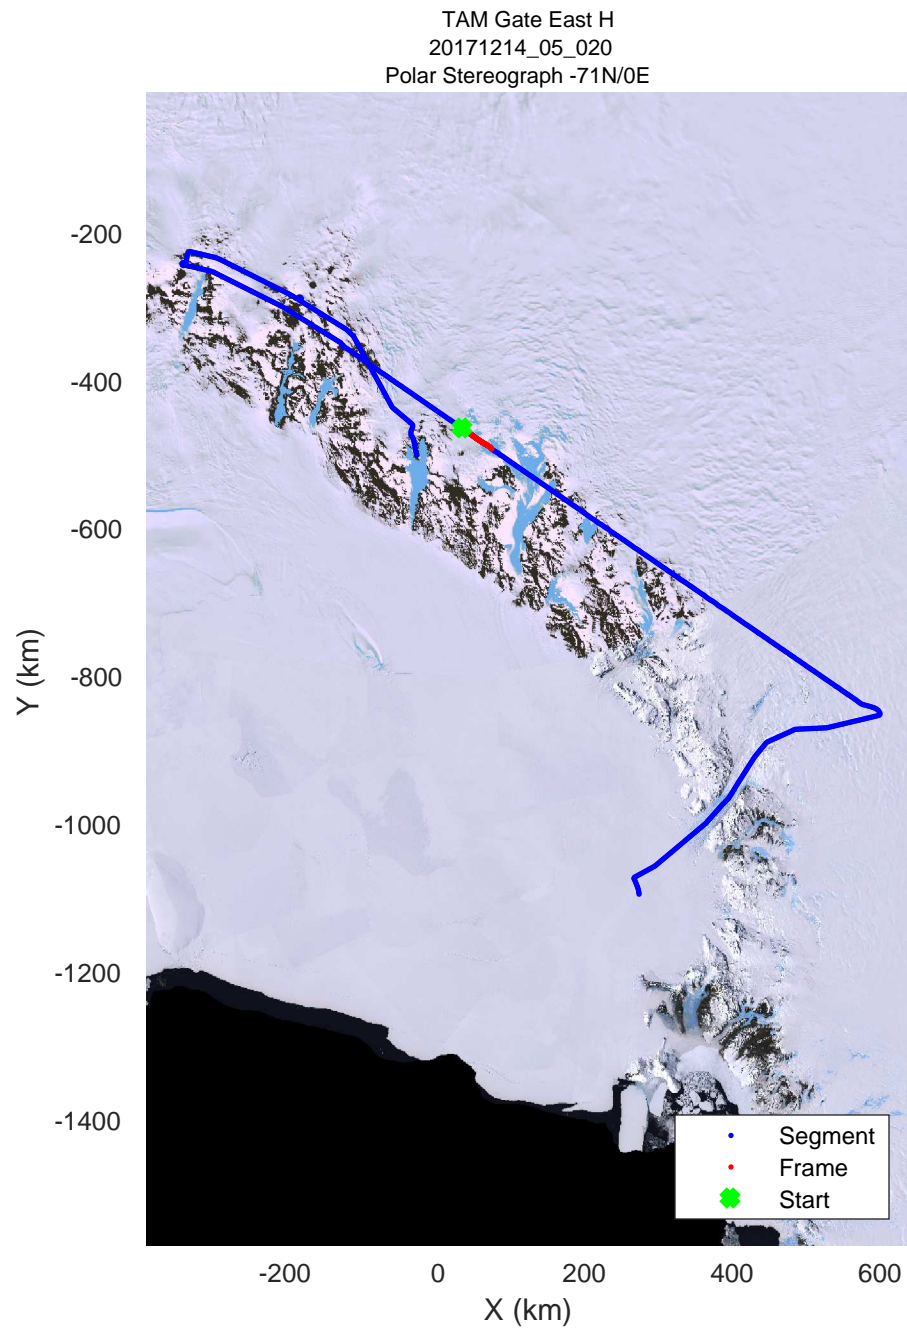 TAM Gate East H
20171214_05_020
Polar Stereograph -71N/0E
-200
-400
-600
-800
-1000
-1200
-1400
Y (km)
Segment
Frame
Start
-200 0 200 400 600
X (km)